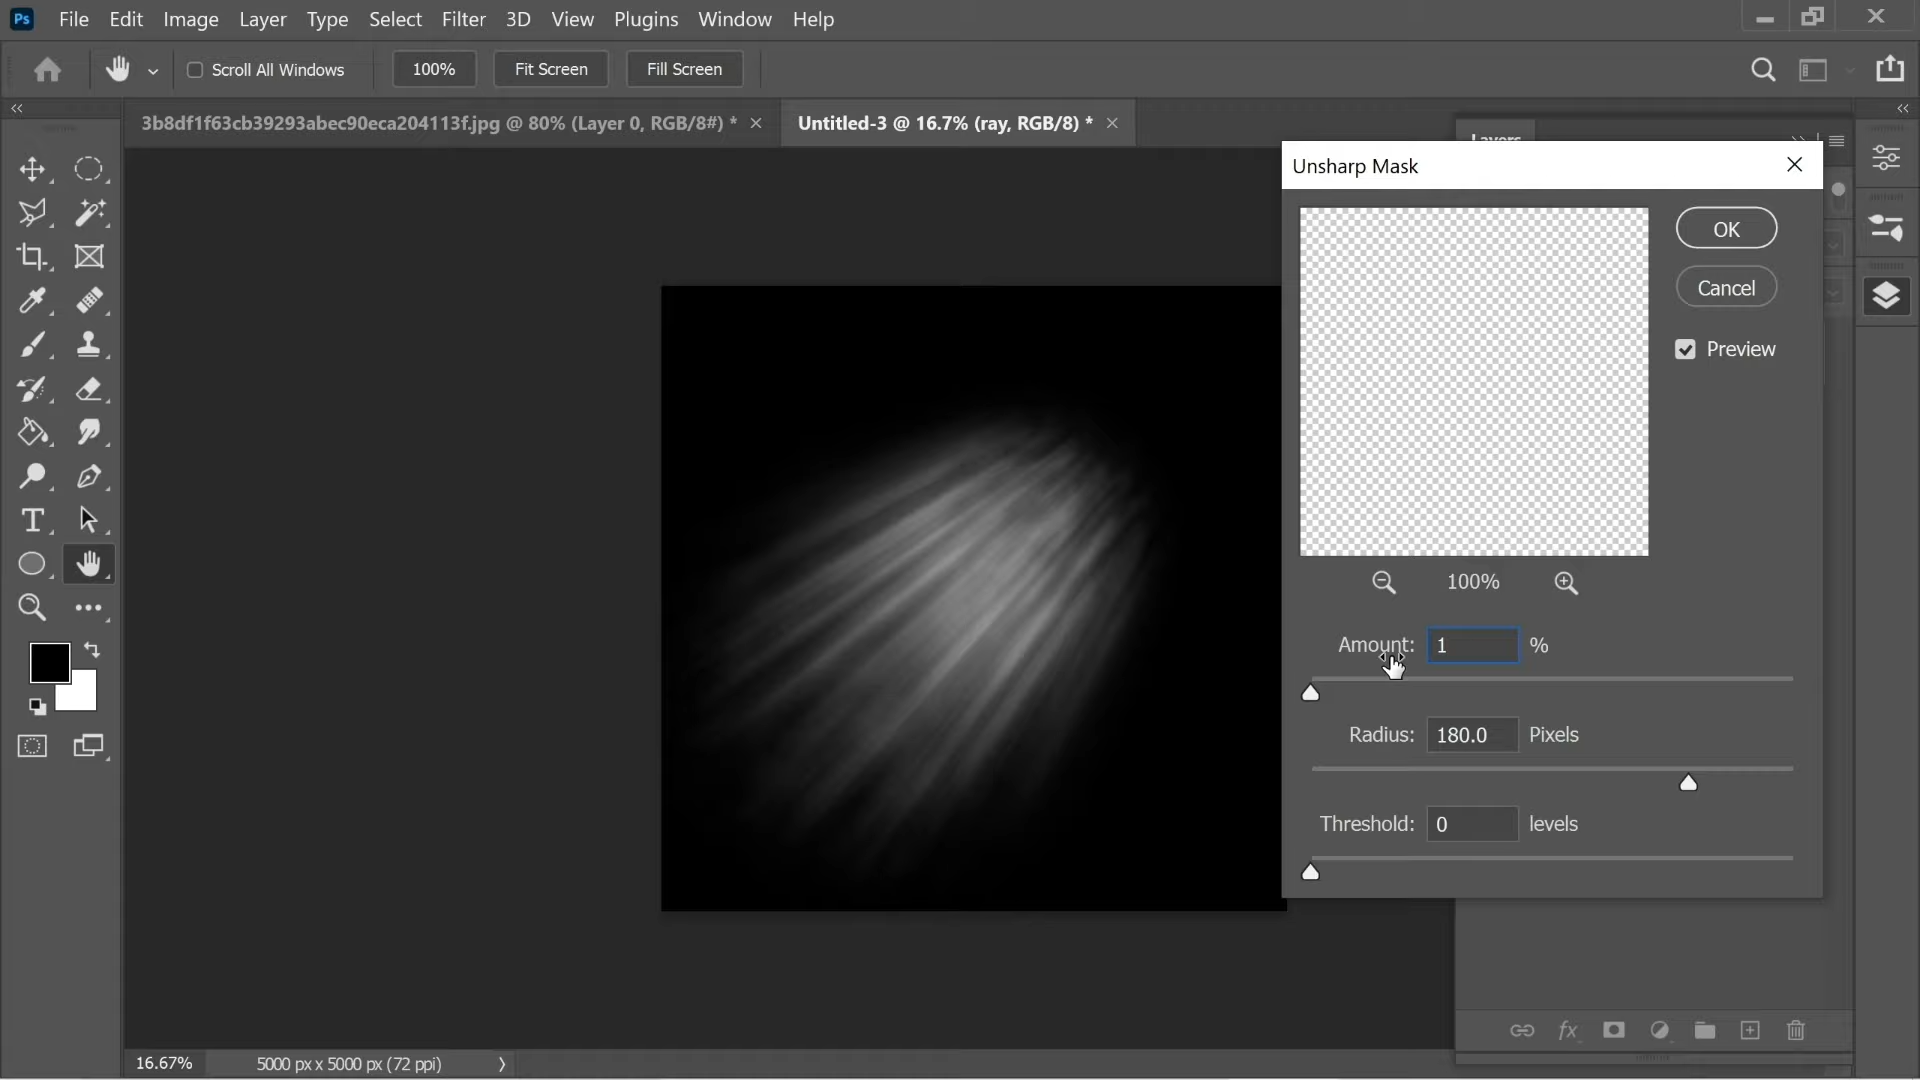 Ps File Edit Image Layer Type Select Filter 3D View Plugins Window Help
Scroll All Windows 100% Fit Screen Fill Screen
3b8df1f63cb39293abec90eca204113f.jpg @ 80% (Layer 0, RGB/8#) *
Untitled-3 @ 16.7% (ray, RGB/8) *
Layers
Unsharp Mask
OK
Cancel
Preview
100%
Amount: 1 %
Radius: 180.0 Pixels
Threshold: 0 levels
fx
16.67% 5000 px x 5000 px (72 ppi)